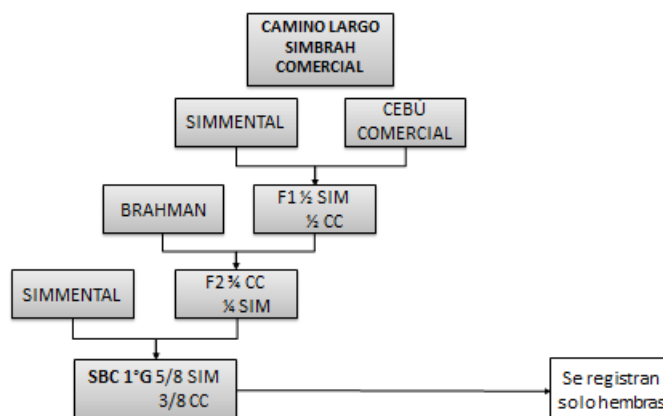 CAMINO LARGO
SIMBRAH
COMERCIAL
SIMMENTAL
CEBÚ
COMERCIAL
BRAHMAN
F1 ½ SIM
½ CC
SIMMENTAL
F2 ¾ CC
¼ SIM
SBC 1°G 5/8 SIM
3/8 CC
Se registran
solo hembras